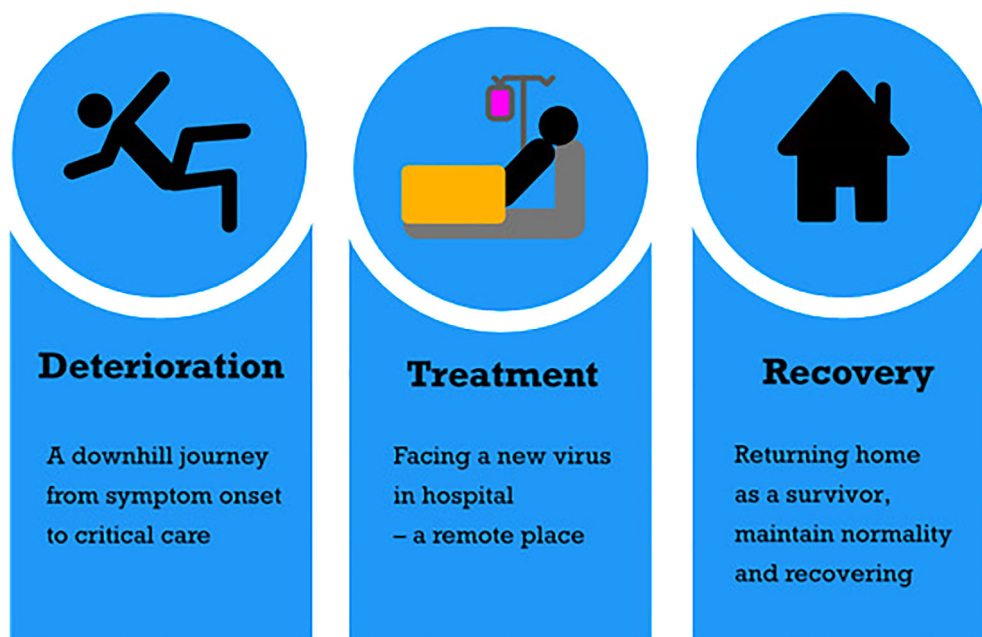 Deterioration
A downhill journey
from symptom onset
to critical care
Treatment
Facing a new virus
in hospital
– a remote place
Recovery
Returning home
as a survivor,
maintain normality
and recovering